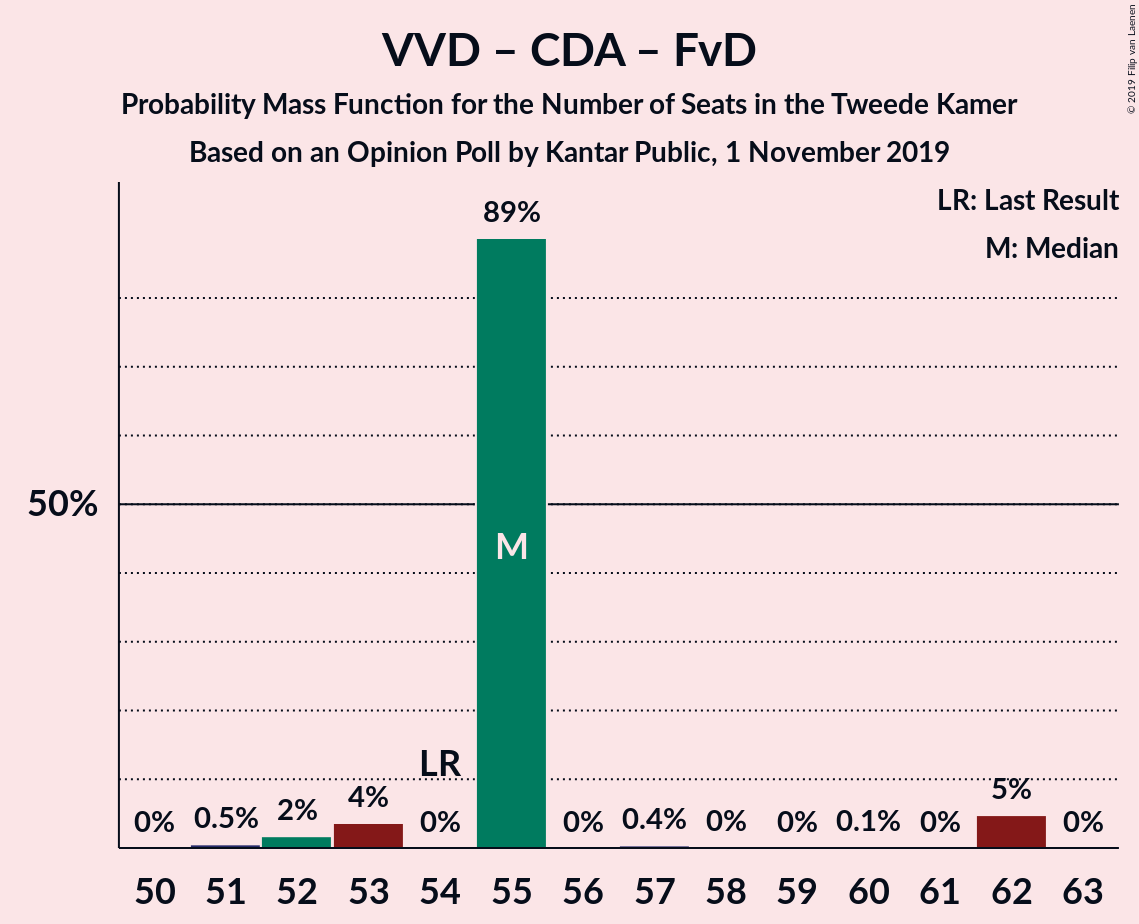 VVD – CDA – FvD
Probability Mass Function for the Number of Seats in the Tweede Kamer
Based on an Opinion Poll by Kantar Public, 1 November 2019
© 2019 Filip van Laenen
LR: Last Result
M: Median
89%
50%
M
LR
0% 0.5% 2% 4% 0% 0% 0.4% 0% 0% 0.1% 0% 5% 0%
50 51 52 53 54 55 56 57 58 59 60 61 62 63